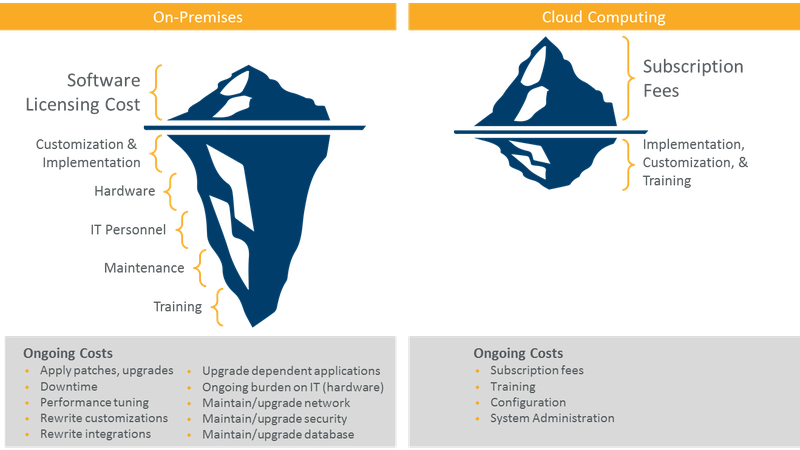 On-Premises
Software
Licensing Cost
Customization &
Implementation
Hardware
IT Personnel
Maintenance
Training
Ongoing Costs
• Apply patches, upgrades
• Downtime
• Performance tuning
• Rewrite customizations
• Rewrite integrations
• Upgrade dependent applications
• Ongoing burden on IT (hardware)
• Maintain/upgrade network
• Maintain/upgrade security
• Maintain/upgrade database
Cloud Computing
Subscription
Fees
Implementation,
Customization, &
Training
Ongoing Costs
• Subscription fees
• Training
• Configuration
• System Administration